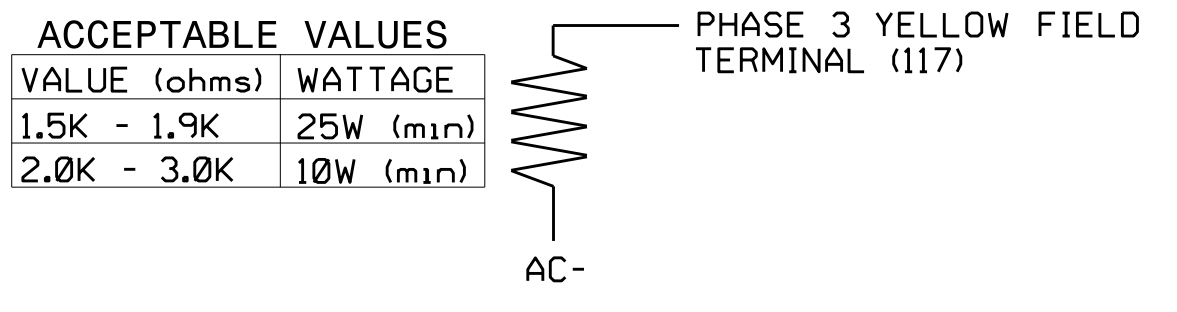 ACCEPTABLE VALUES
VALUE (ohms) WATTAGE
1.5K - 1.9K 25W (min)
2.0K - 3.0K 10W (min)
PHASE 3 YELLOW FIELD
TERMINAL (117)
AC-